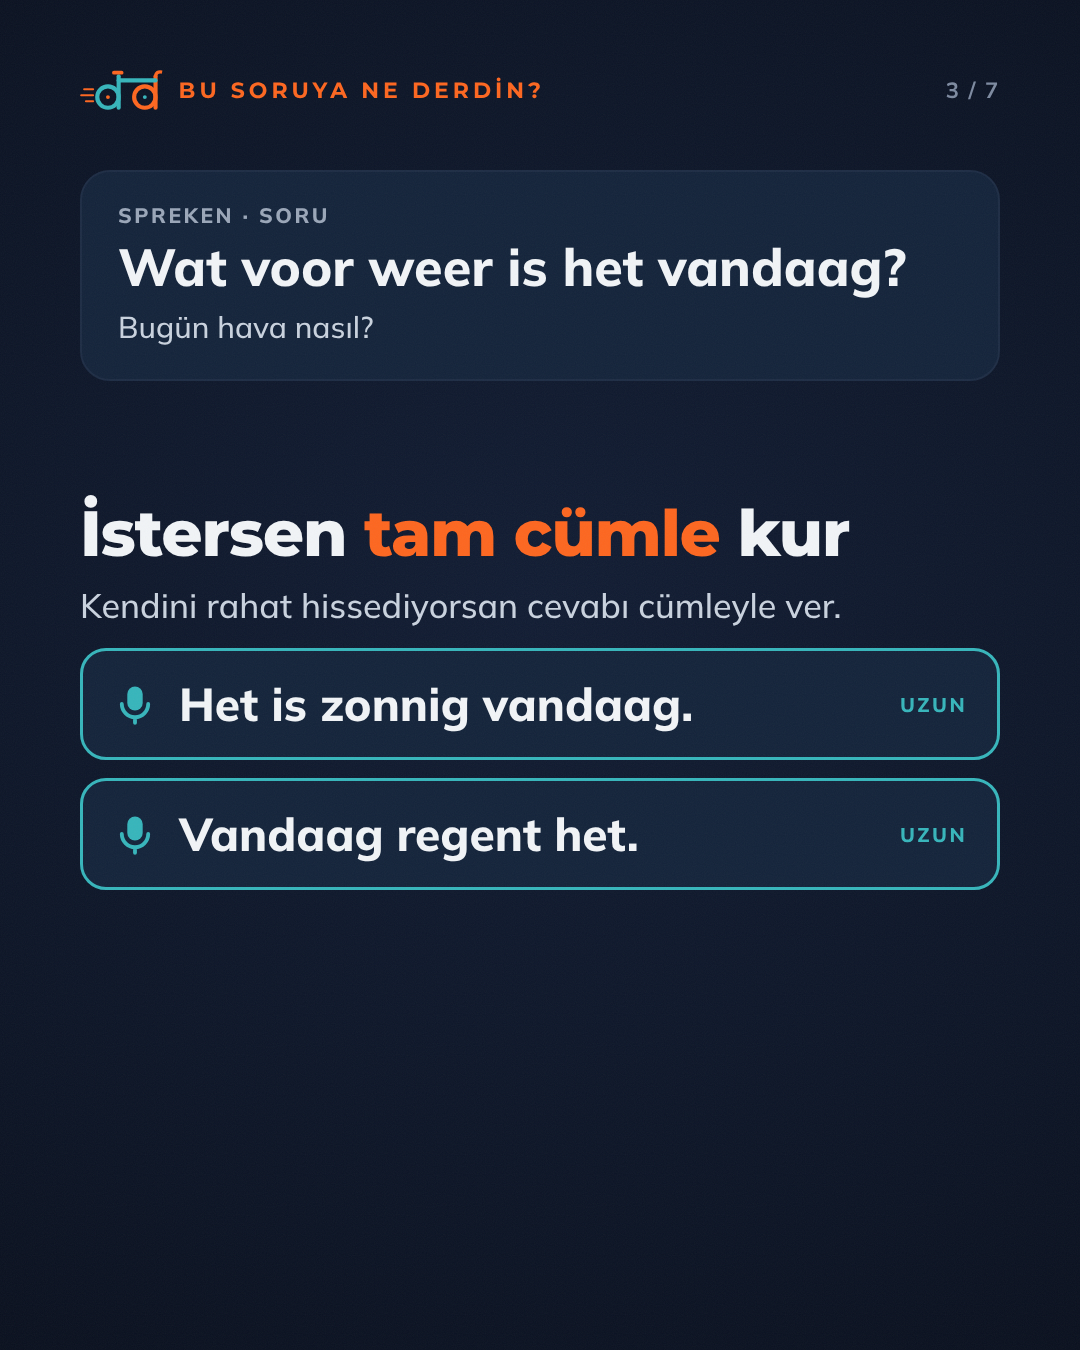 BU SORUYA NE DERDİN?
3 / 7
SPREKEN · SORU
Wat voor weer is het vandaag?
Bugün hava nasıl?
İstersen tam cümle kur
Kendini rahat hissediyorsan cevabı cümleyle ver.
Het is zonnig vandaag.
UZUN
Vandaag regent het.
UZUN